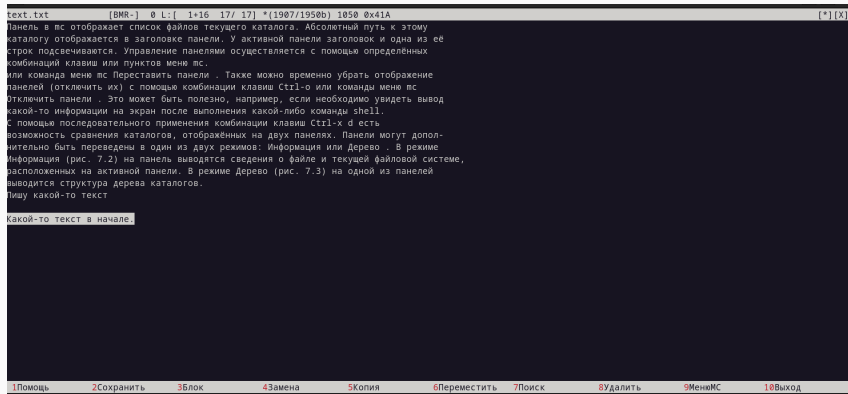 text.txt [BMR-] 0 L:[ 1+16 17/ 17] *(1907/1950b) 1050 0x41A [*][X]
Панель в mc отображает список файлов текущего каталога. Абсолютный путь к этому
каталогу отображается в заголовке панели. У активной панели заголовок и одна из её
строк подсвечиваются. Управление панелями осуществляется с помощью определённых
комбинаций клавиш или пунктов меню mc.
или команда меню mc Переставить панели . Также можно временно убрать отображение
панелей (отключить их) с помощью комбинации клавиш Ctrl-o или команды меню mc
Отключить панели . Это может быть полезно, например, если необходимо увидеть вывод
какой-то информации на экран после выполнения какой-либо команды shell.
С помощью последовательного применения комбинации клавиш Ctrl-x d есть
возможность сравнения каталогов, отображённых на двух панелях. Панели могут допол-
нительно быть переведены в один из двух режимов: Информация или Дерево . В режиме
Информация (рис. 7.2) на панель выводятся сведения о файле и текущей файловой системе,
расположенных на активной панели. В режиме Дерево (рис. 7.3) на одной из панелей
выводится структура дерева каталогов.
Пишу какой-то текст
Какой-то текст в начале.
1Помощь 2Сохранить 3Блок 4Замена 5Копия 6Переместить 7Поиск 8Удалить 9МенюMC 10Выход